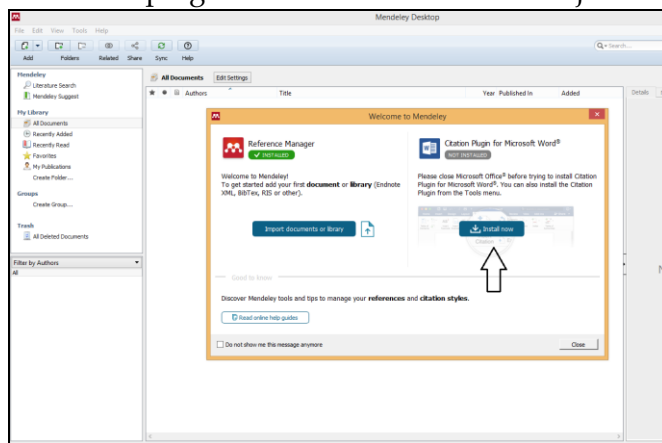 Mendeley Desktop
File Edit View Tools Help
Add Folders Related Share Sync Help
Search...
Mendeley
Literature Search
Mendeley Suggest
My Library
All Documents
Recently Added
Recently Read
Favorites
My Publications
Create Folder...
Groups
Create Group...
Trash
All Deleted Documents
Filter by Authors
All
All Documents Edit Settings
Authors Title Year Published In Added
Details
Welcome to Mendeley
Reference Manager
INSTALLED
Welcome to Mendeley!
To get started add your first document or library (Endnote
XML, BibTex, RIS or other).
Import documents or library
Citation Plugin for Microsoft Word®
NOT INSTALLED
Please close Microsoft Office® before trying to install Citation
Plugin for Microsoft Word®. You can also install the Citation
Plugin from the Tools menu.
Install now
Citation
Good to know
Discover Mendeley tools and tips to manage your references and citation styles.
Read online help guides
Do not show me this message anymore
Close